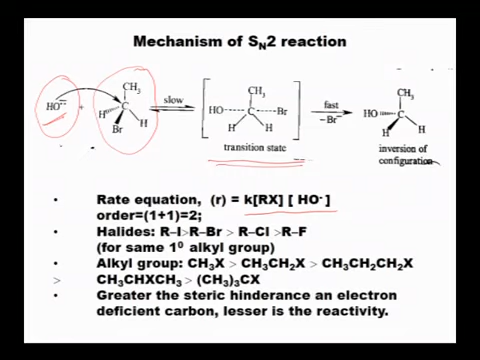 Mechanism of SN2 reaction
CH3 CH3 CH3
HO⁻ + C slow HO C Br fast HO C
H H H H -Br⁻ H H
Br
transition state inversion of
configuration
• Rate equation, (r) = k[RX] [ HO- ]
order=(1+1)=2;
• Halides: R–I>R–Br > R–Cl >R–F
(for same 1⁰ alkyl group)
• Alkyl group: CH3X > CH3CH2X > CH3CH2CH2X
> CH3CHXCH3 > (CH3)3CX
• Greater the steric hinderance an electron
deficient carbon, lesser is the reactivity.